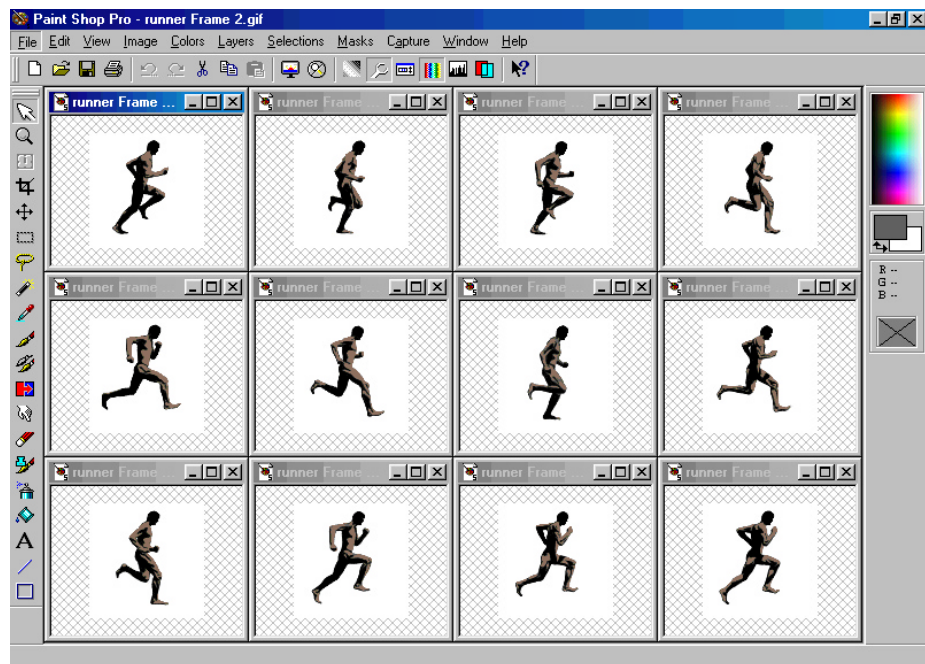 Paint Shop Pro - runner Frame 2.gif
File Edit View Image Colors Layers Selections Masks Capture Window Help
runner Frame ... runner Frame ... runner Frame ... runner Frame ...
runner Frame ... runner Frame ... runner Frame ... runner Frame ...
runner Frame ... runner Frame ... runner Frame ... runner Frame ...
R --
G --
B --
A